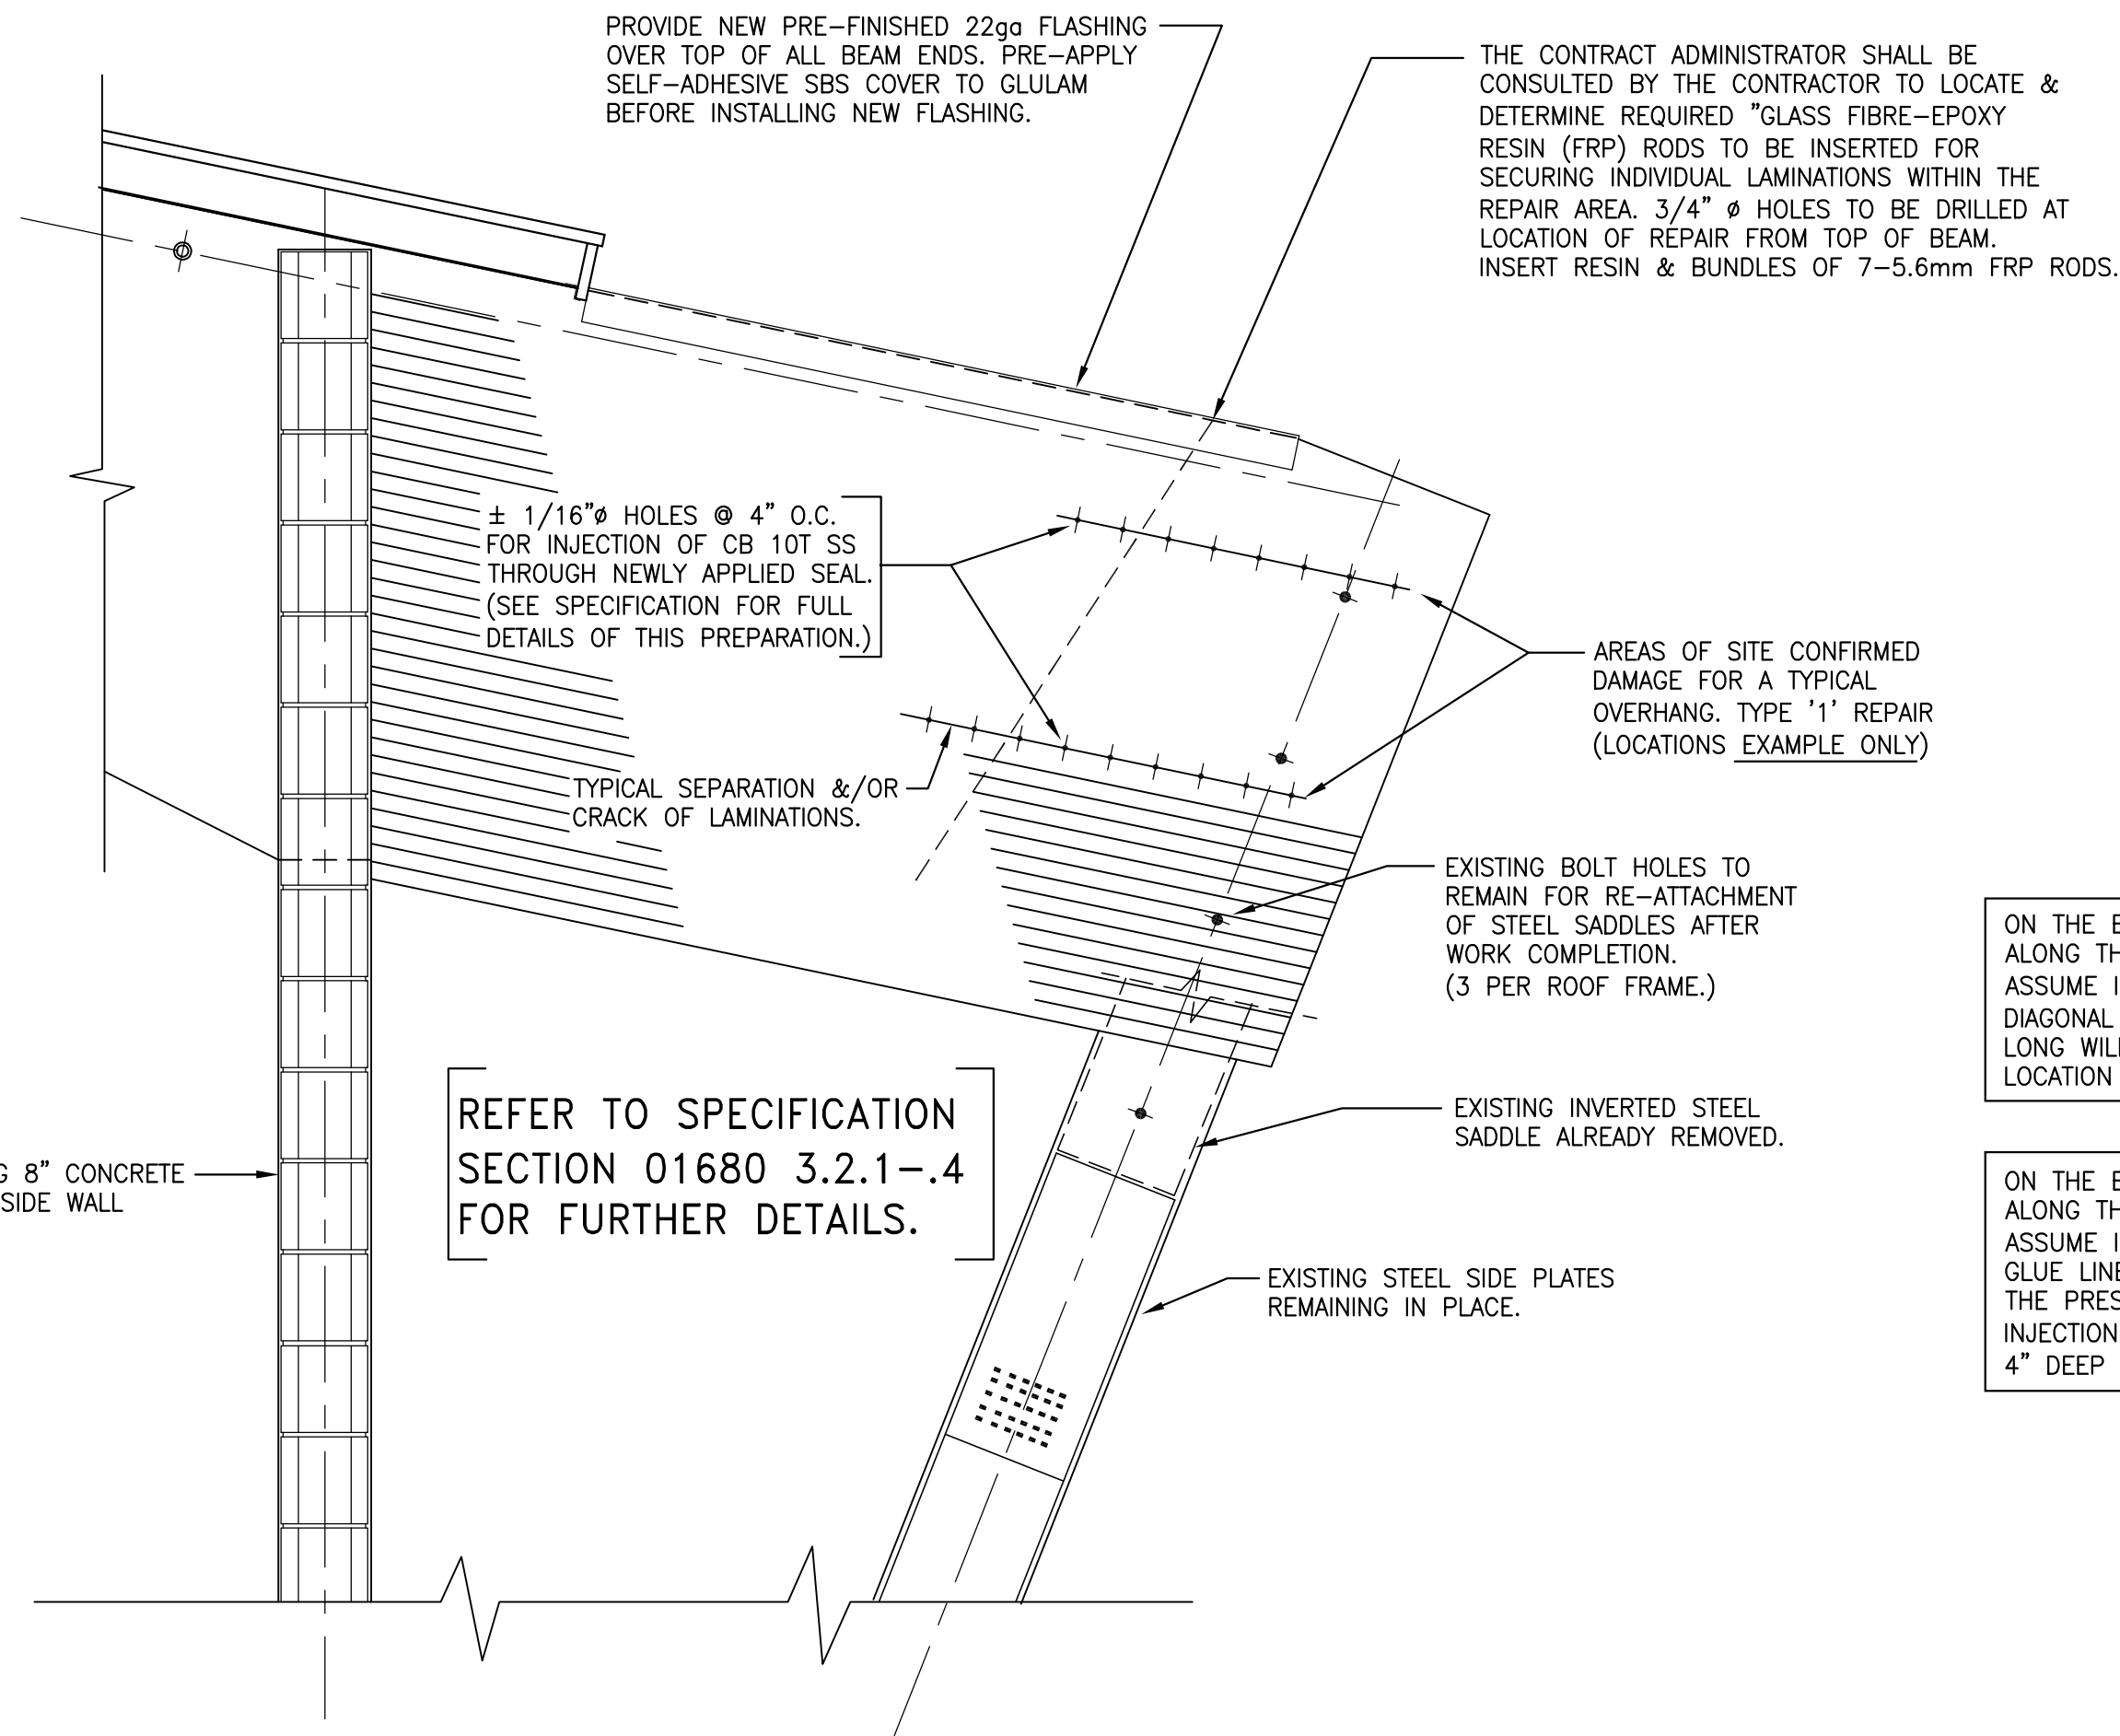 PROVIDE NEW PRE-FINISHED 22ga FLASHING
OVER TOP OF ALL BEAM ENDS. PRE-APPLY
SELF-ADHESIVE SBS COVER TO GLULAM
BEFORE INSTALLING NEW FLASHING.
THE CONTRACT ADMINISTRATOR SHALL BE
CONSULTED BY THE CONTRACTOR TO LOCATE &
DETERMINE REQUIRED "GLASS FIBRE-EPOXY
RESIN (FRP) RODS TO BE INSERTED FOR
SECURING INDIVIDUAL LAMINATIONS WITHIN THE
REPAIR AREA. 3/4" ø HOLES TO BE DRILLED AT
LOCATION OF REPAIR FROM TOP OF BEAM.
INSERT RESIN & BUNDLES OF 7-5.6mm FRP RODS.
± 1/16"ø HOLES @ 4" O.C.
FOR INJECTION OF CB 10T SS
THROUGH NEWLY APPLIED SEAL.
(SEE SPECIFICATION FOR FULL
DETAILS OF THIS PREPARATION.)
AREAS OF SITE CONFIRMED
DAMAGE FOR A TYPICAL
OVERHANG. TYPE '1' REPAIR
(LOCATIONS EXAMPLE ONLY)
TYPICAL SEPARATION &/OR
CRACK OF LAMINATIONS.
EXISTING BOLT HOLES TO
REMAIN FOR RE-ATTACHMENT
OF STEEL SADDLES AFTER
WORK COMPLETION.
(3 PER ROOF FRAME.)
ON THE
ALONG
ASSUME
DIAGONAL
LONG
LOCATION
REFER TO SPECIFICATION
SECTION 01680 3.2.1-.4
FOR FURTHER DETAILS.
EXISTING INVERTED STEEL
SADDLE ALREADY REMOVED.
8" CONCRETE
SIDE WALL
ON THE
ALONG
ASSUME
GLUE
THE
INJECTION
4" DEEP
EXISTING STEEL SIDE PLATES
REMAINING IN PLACE.